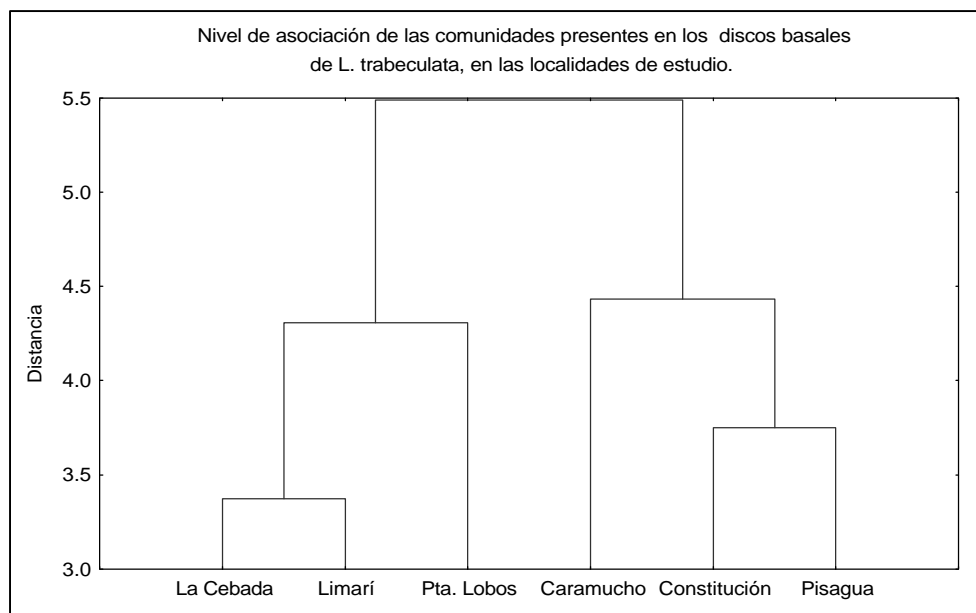 Nivel de asociación de las comunidades presentes en los discos basales
de L. trabeculata, en las localidades de estudio.
5.5
5.0
4.5
4.0
3.5
3.0
Distancia
La Cebada Limarí Pta. Lobos Caramucho Constitución Pisagua